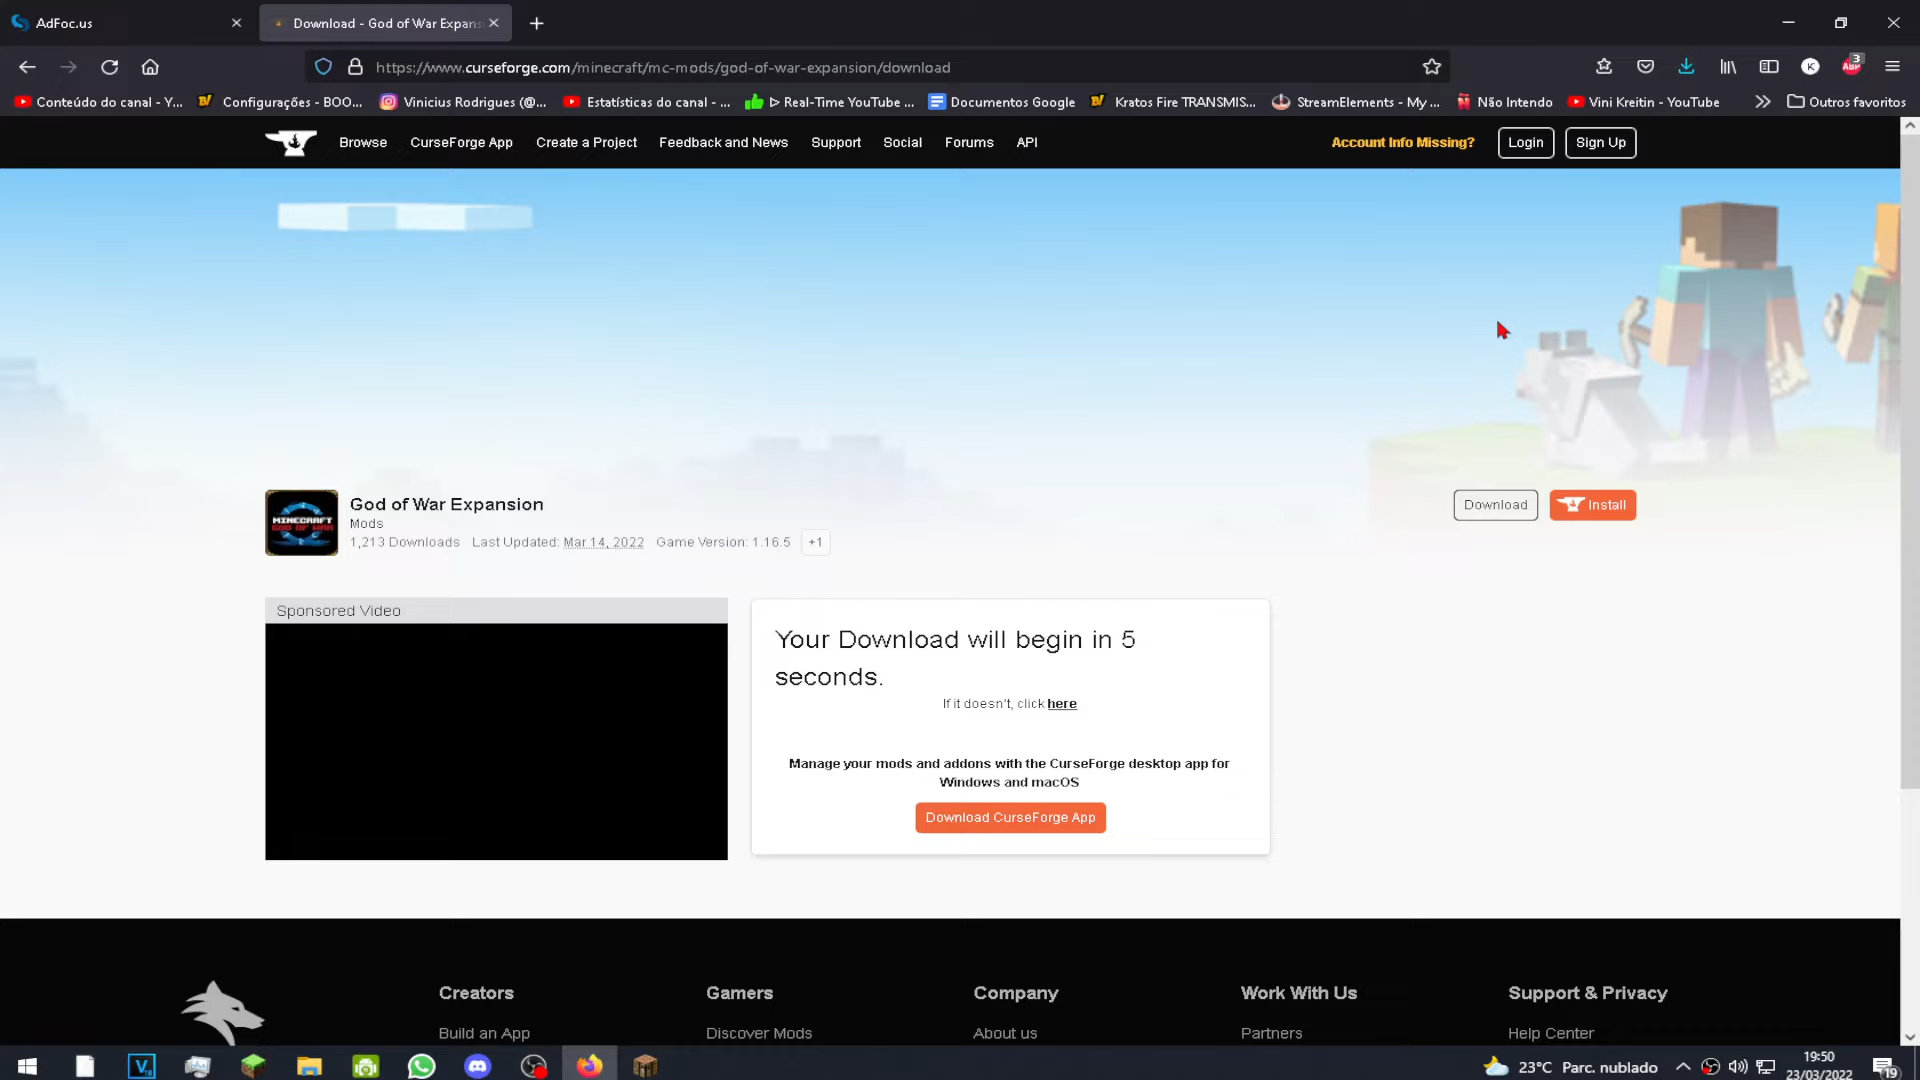 AdFoc.us
Download - God of War Expans
https://www.curseforge.com/minecraft/mc-mods/god-of-war-expansion/download
ABP
3
Conteúdo do canal - Y... Configurações - BOO... Vinicius Rodrigues (@... Estatísticas do canal - ... ▷ Real-Time YouTube ... Documentos Google Kratos Fire TRANSMIS... StreamElements - My ... Não Intendo Vini Kreitin - YouTube Outros favoritos
Browse CurseForge App Create a Project Feedback and News Support Social Forums API Account Info Missing? Login Sign Up
MINECRAFT
GOD OF WAR
God of War Expansion
Mods
1,213 Downloads Last Updated: Mar 14, 2022 Game Version: 1.16.5 +1
Download Install
Sponsored Video
Your Download will begin in 5
seconds.
If it doesn't, click here
Manage your mods and addons with the CurseForge desktop app for
Windows and macOS
Download CurseForge App
Creators Gamers Company Work With Us Support & Privacy
Build an App Discover Mods About us Partners Help Center
23°C Parc. nublado
19:50
23/03/2022
19